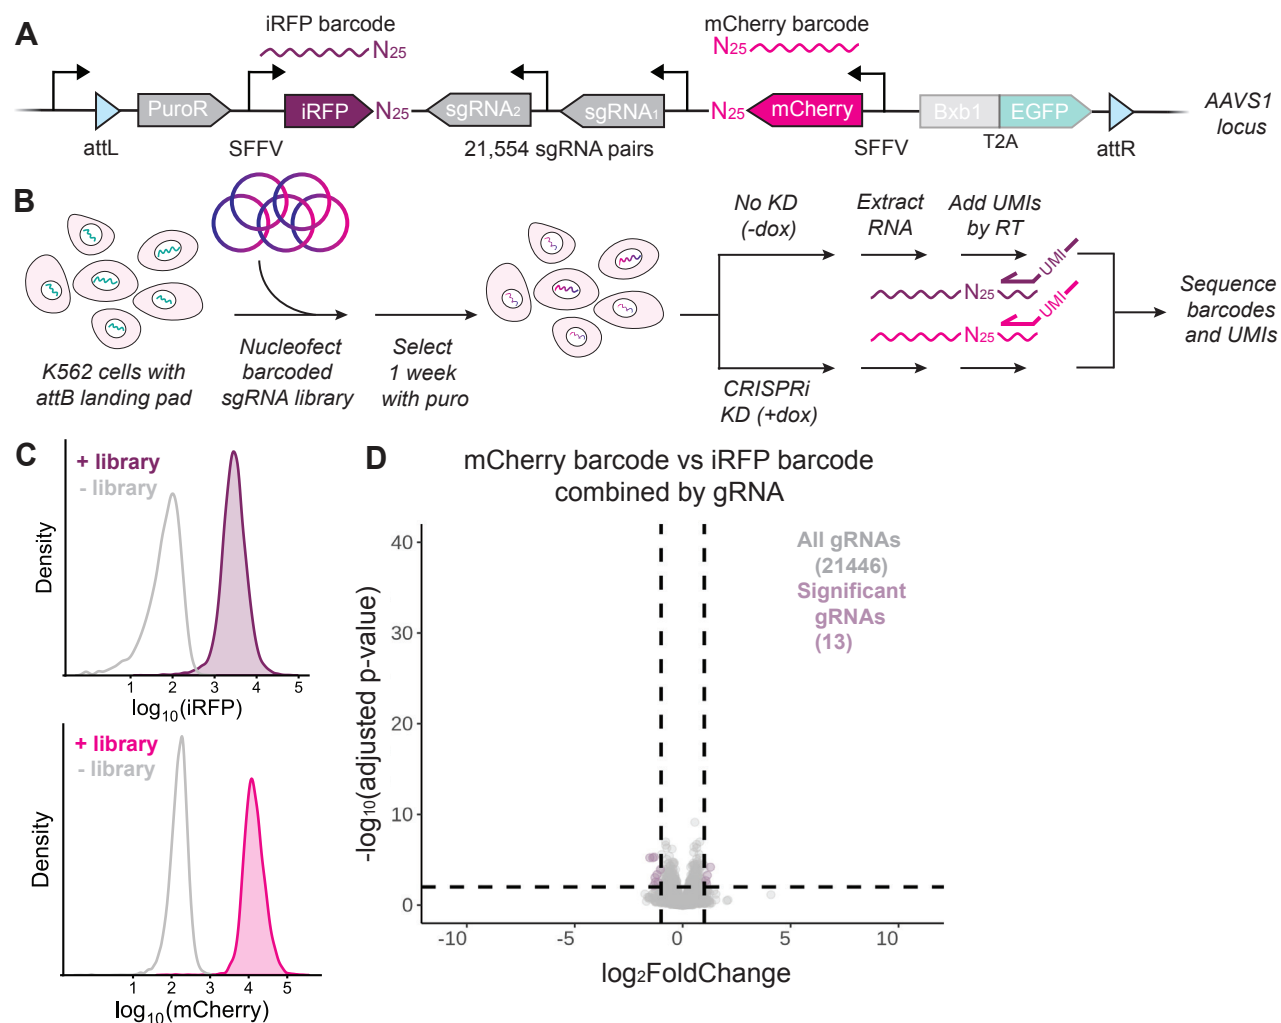 A
iRFP barcode
N25
mCherry barcode
N25
PuroR
iRFP
N25
sgRNA2
sgRNA1
N25
mCherry
Bxb1
EGFP
AAVS1
locus
attL
SFFV
21,554 sgRNA pairs
SFFV
T2A
attR
B
No KD
(-dox)
Extract
RNA
Add UMIs
by RT
UMI
N25
UMI
N25
Sequence
barcodes
and UMIs
K562 cells with
attB landing pad
Nucleofect
barcoded
sgRNA library
Select
1 week
with puro
CRISPRi
KD (+dox)
C
+ library
- library
Density
1 2 3 4 5
log10(iRFP)
+ library
- library
Density
1 2 3 4 5
log10(mCherry)
D
mCherry barcode vs iRFP barcode
combined by gRNA
All gRNAs
(21446)
Significant
gRNAs
(13)
-log10(adjusted p-value)
40
30
20
10
0
-10 -5 0 5 10
log2FoldChange